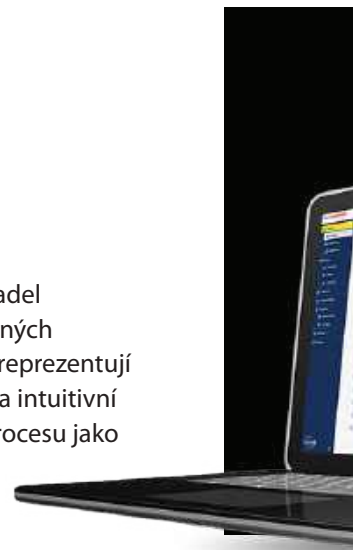 adel
ných
reprezentují
a intuitivní
rocesu jako